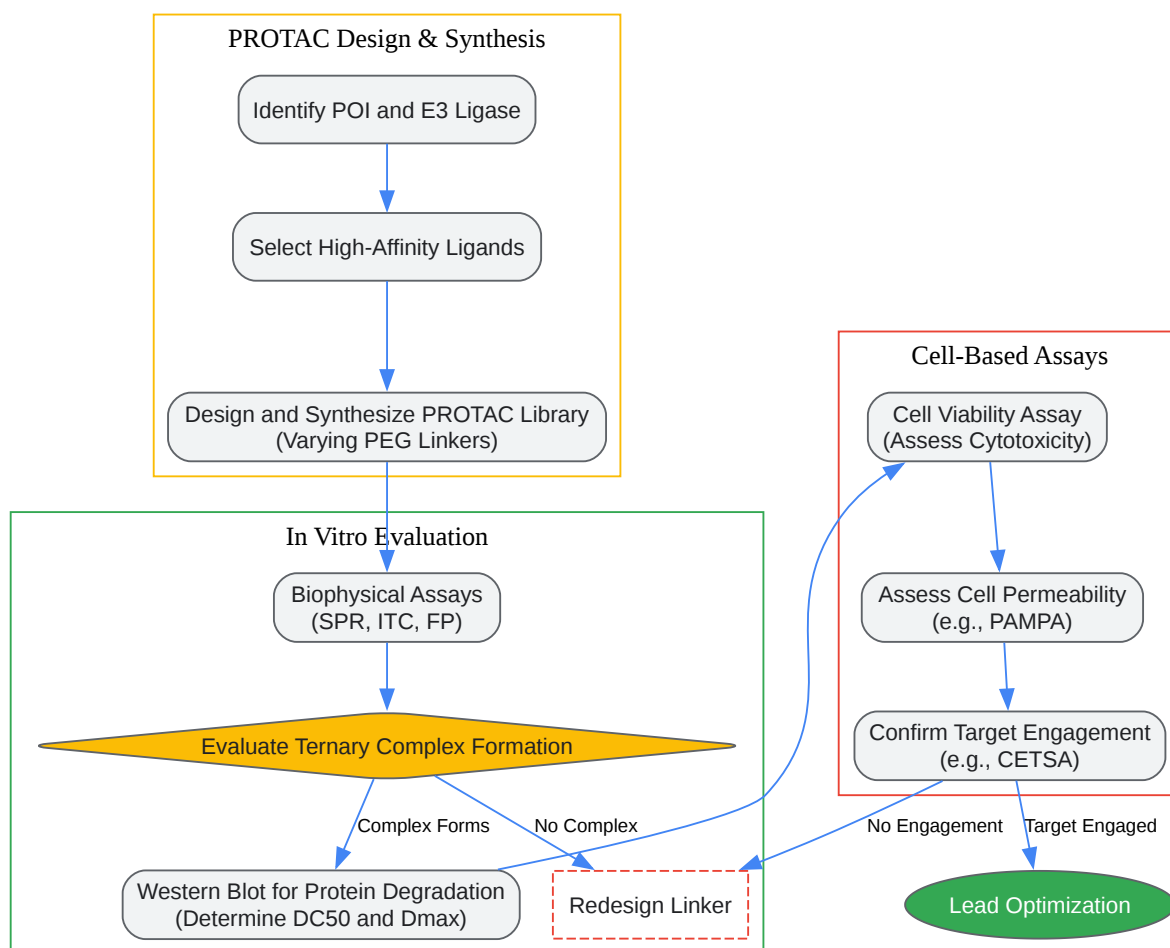 PROTAC Design & Synthesis
Identify POI and E3 Ligase
Select High-Affinity Ligands
Design and Synthesize PROTAC Library
(Varying PEG Linkers)
In Vitro Evaluation
Biophysical Assays
(SPR, ITC, FP)
Evaluate Ternary Complex Formation
Complex Forms
No Complex
Western Blot for Protein Degradation
(Determine DC50 and Dmax)
Redesign Linker
Cell-Based Assays
Cell Viability Assay
(Assess Cytotoxicity)
Assess Cell Permeability
(e.g., PAMPA)
Confirm Target Engagement
(e.g., CETSA)
No Engagement
Target Engaged
Lead Optimization